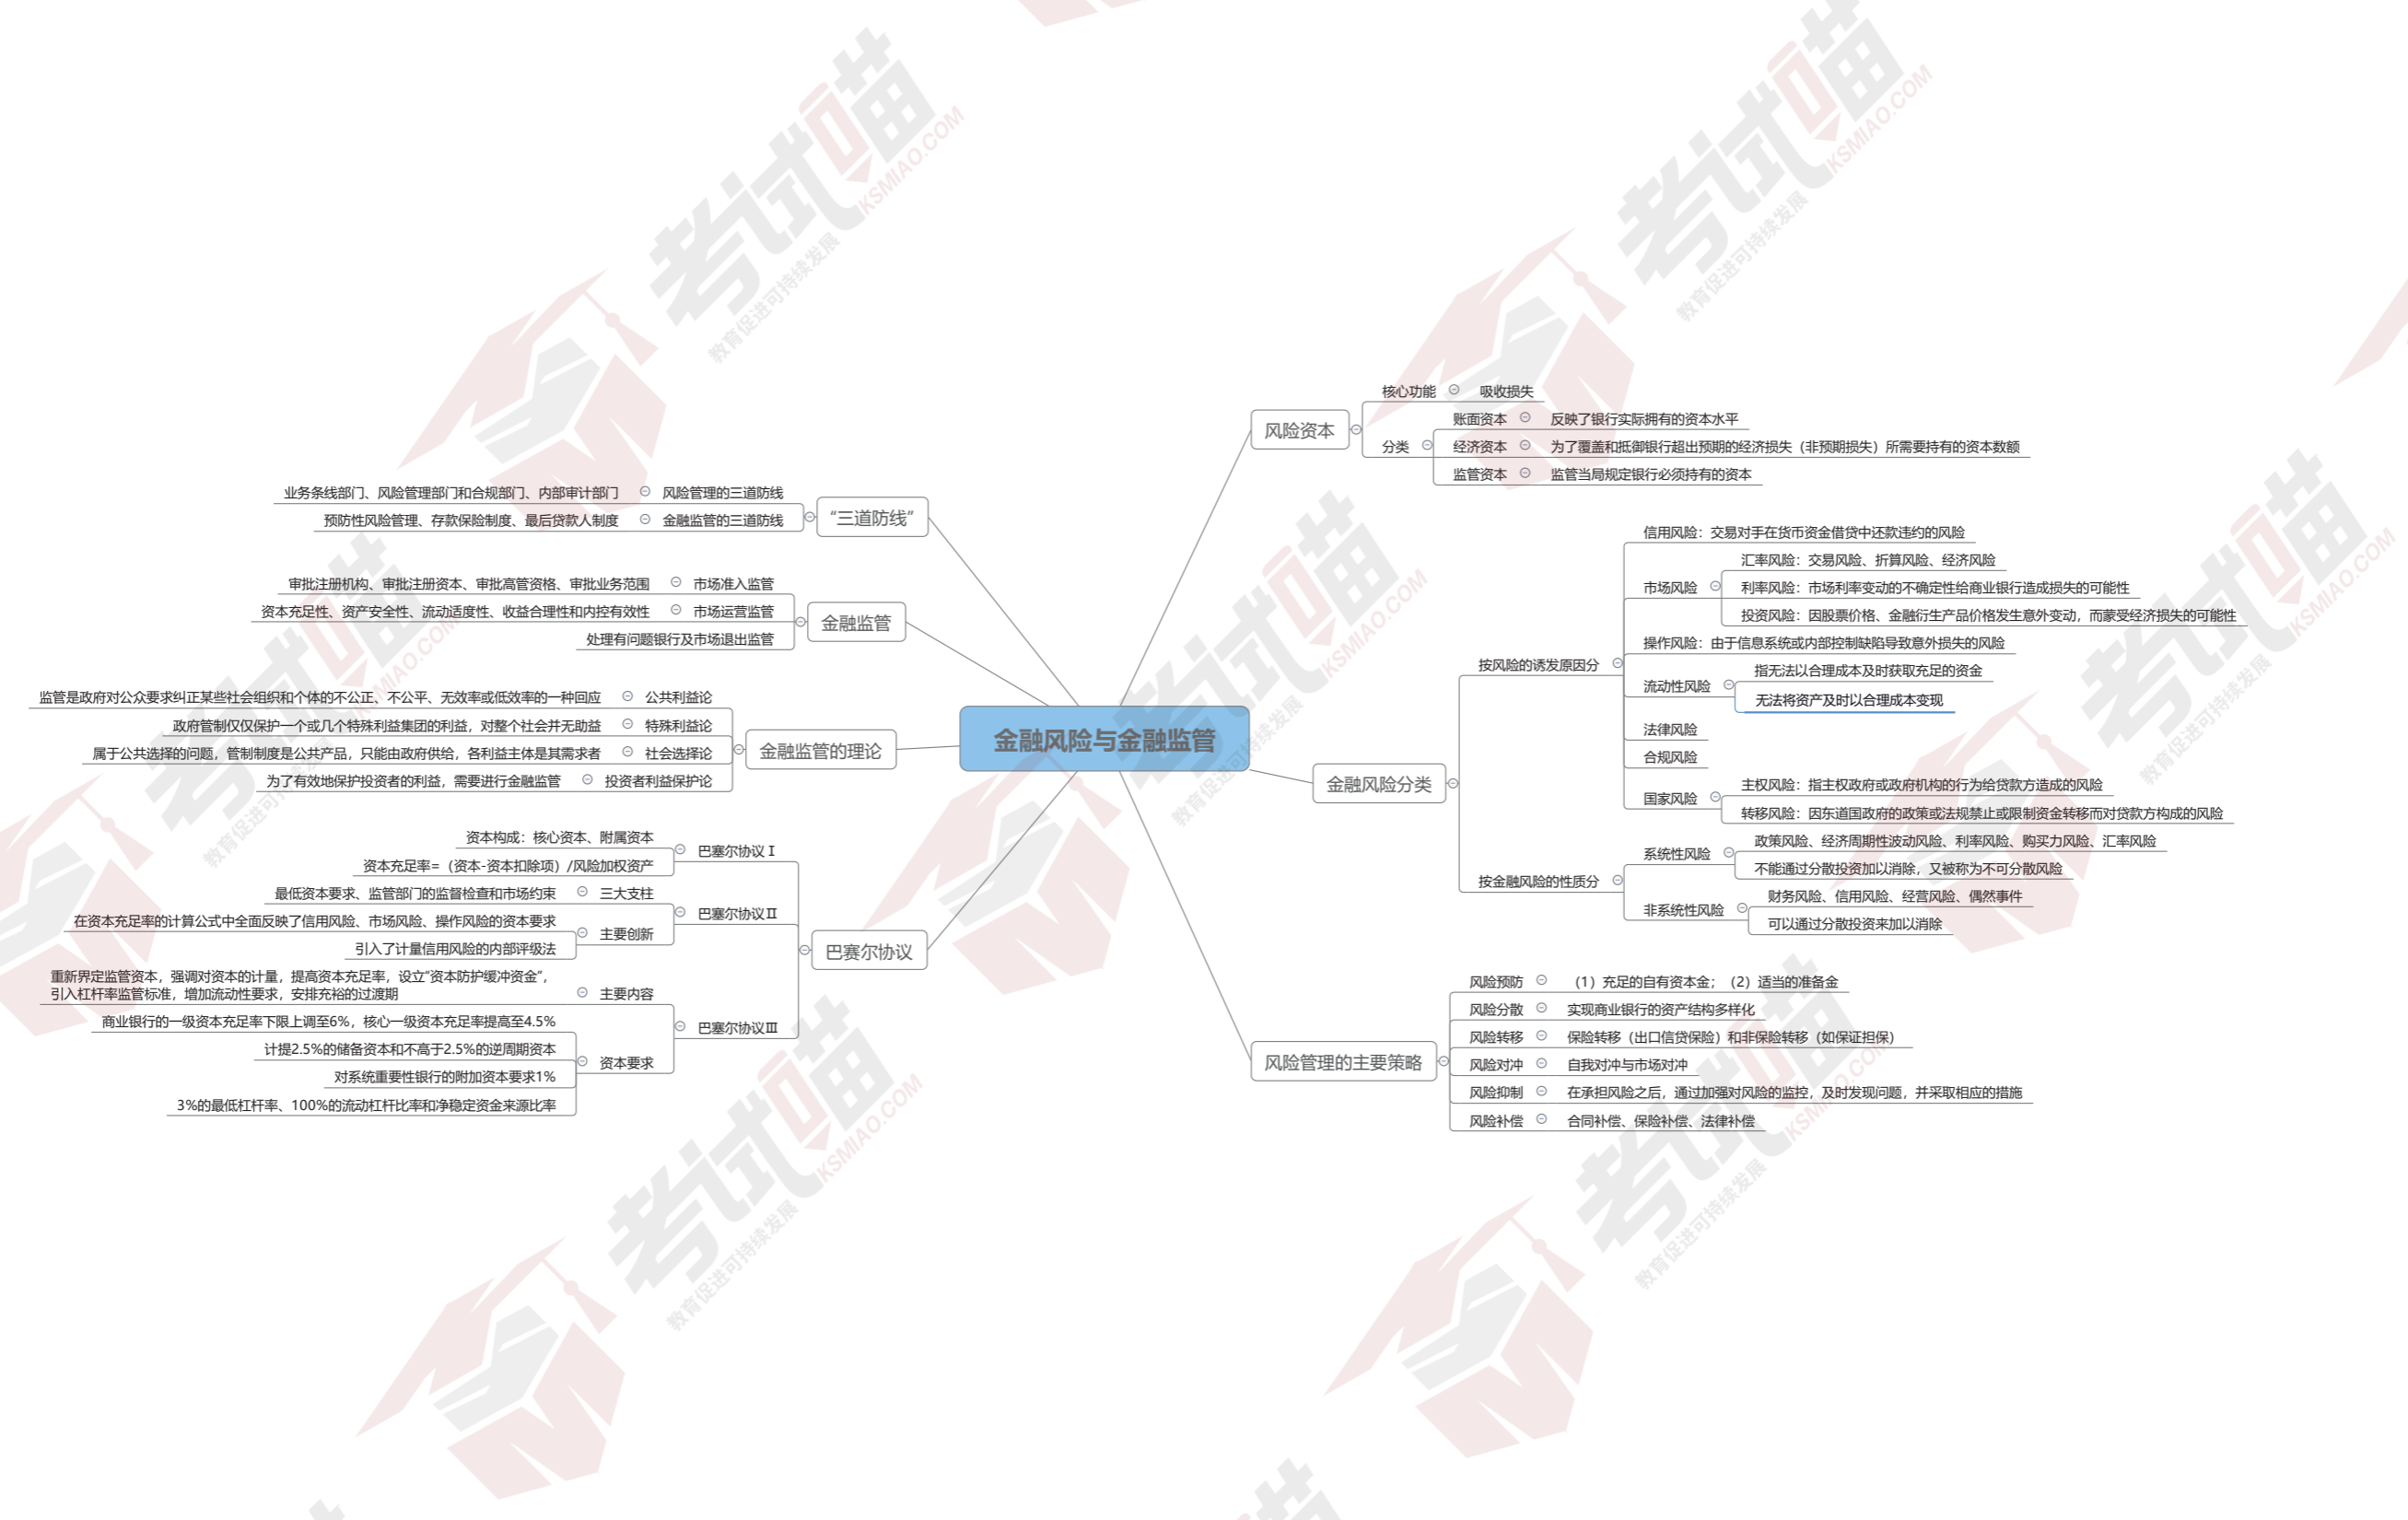 金融风险与金融监管
风险资本
核心功能
吸收损失
分类
账面资本
反映了银行实际拥有的资本水平
经济资本
为了覆盖和抵御银行超出预期的经济损失（非预期损失）所需要持有的资本数额
监管资本
监管当局规定银行必须持有的资本
金融风险分类
按风险的诱发原因分
信用风险：交易对手在货币资金借贷中还款违约的风险
市场风险
汇率风险：交易风险、折算风险、经济风险
利率风险：市场利率变动的不确定性给商业银行造成损失的可能性
投资风险：因股票价格、金融衍生产品价格发生意外变动，而蒙受经济损失的可能性
操作风险：由于信息系统或内部控制缺陷导致意外损失的风险
流动性风险
指无法以合理成本及时获取充足的资金
无法将资产及时以合理成本变现
法律风险
合规风险
国家风险
主权风险：指主权政府或政府机构的行为给贷款方造成的风险
转移风险：因东道国政府的政策或法规禁止或限制资金转移而对贷款方构成的风险
按金融风险的性质分
系统性风险
政策风险、经济周期性波动风险、利率风险、购买力风险、汇率风险
不能通过分散投资加以消除，又被称为不可分散风险
非系统性风险
财务风险、信用风险、经营风险、偶然事件
可以通过分散投资来加以消除
风险管理的主要策略
风险预防
（1）充足的自有资本金；（2）适当的准备金
风险分散
实现商业银行的资产结构多样化
风险转移
保险转移（出口信贷保险）和非保险转移（如保证担保）
风险对冲
自我对冲与市场对冲
风险抑制
在承担风险之后，通过加强对风险的监控，及时发现问题，并采取相应的措施
风险补偿
合同补偿、保险补偿、法律补偿
“三道防线”
风险管理的三道防线
业务条线部门、风险管理部门和合规部门、内部审计部门
金融监管的三道防线
预防性风险管理、存款保险制度、最后贷款人制度
金融监管
市场准入监管
审批注册机构、审批注册资本、审批高管资格、审批业务范围
市场运营监管
资本充足性、资产安全性、流动适度性、收益合理性和内控有效性
处理有问题银行及市场退出监管
金融监管的理论
公共利益论
监管是政府对公众要求纠正某些社会组织和个体的不公正、不公平、无效率或低效率的一种回应
特殊利益论
政府管制仅仅保护一个或几个特殊利益集团的利益，对整个社会并无助益
社会选择论
属于公共选择的问题，管制制度是公共产品，只能由政府供给，各利益主体是其需求者
投资者利益保护论
为了有效地保护投资者的利益，需要进行金融监管
巴塞尔协议
巴塞尔协议Ⅰ
资本构成：核心资本、附属资本
资本充足率=（资本-资本扣除项）/风险加权资产
巴塞尔协议Ⅱ
三大支柱
最低资本要求、监管部门的监督检查和市场约束
主要创新
在资本充足率的计算公式中全面反映了信用风险、市场风险、操作风险的资本要求
引入了计量信用风险的内部评级法
巴塞尔协议Ⅲ
主要内容
重新界定监管资本，强调对资本的计量，提高资本充足率，设立“资本防护缓冲资金”，
引入杠杆率监管标准，增加流动性要求，安排充裕的过渡期
资本要求
商业银行的一级资本充足率下限上调至6%，核心一级资本充足率提高至4.5%
计提2.5%的储备资本和不高于2.5%的逆周期资本
对系统重要性银行的附加资本要求1%
3%的最低杠杆率、100%的流动杠杆比率和净稳定资金来源比率
考试喵
KSMIAO.COM
教育促进可持续发展